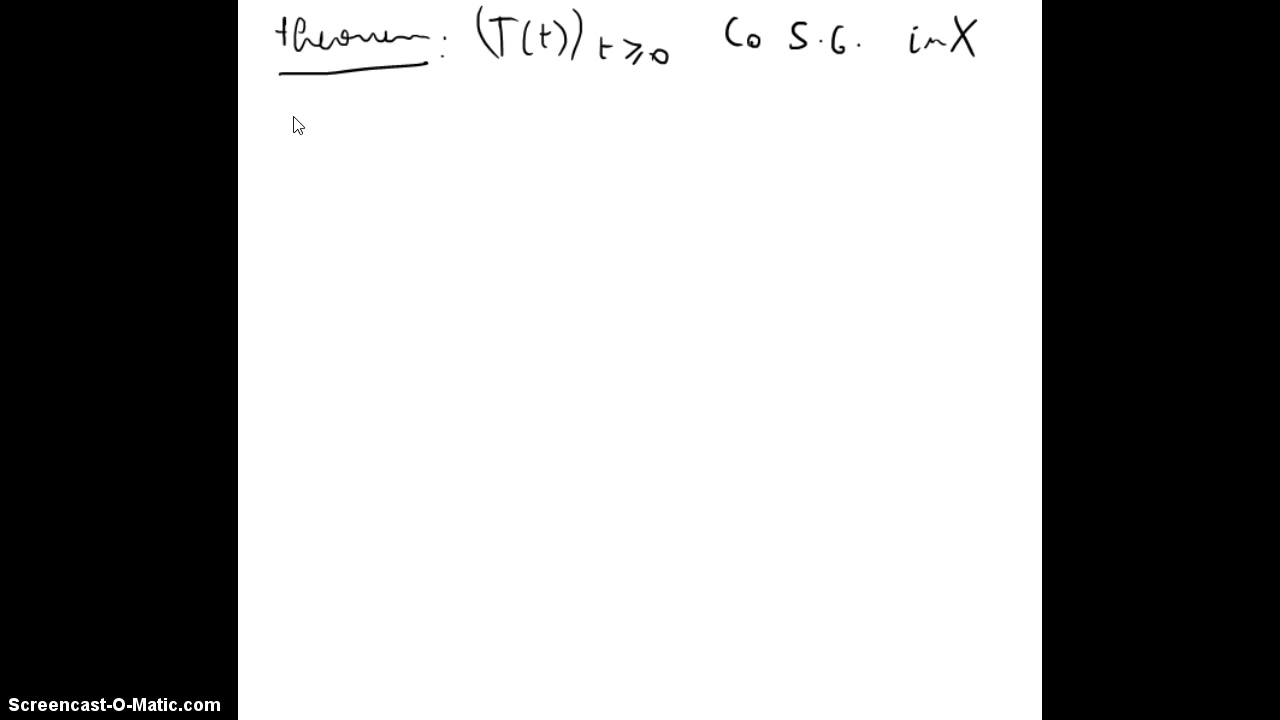 theorem: (T(t))t⩾0 C0 S.G. in X
Screencast-O-Matic.com